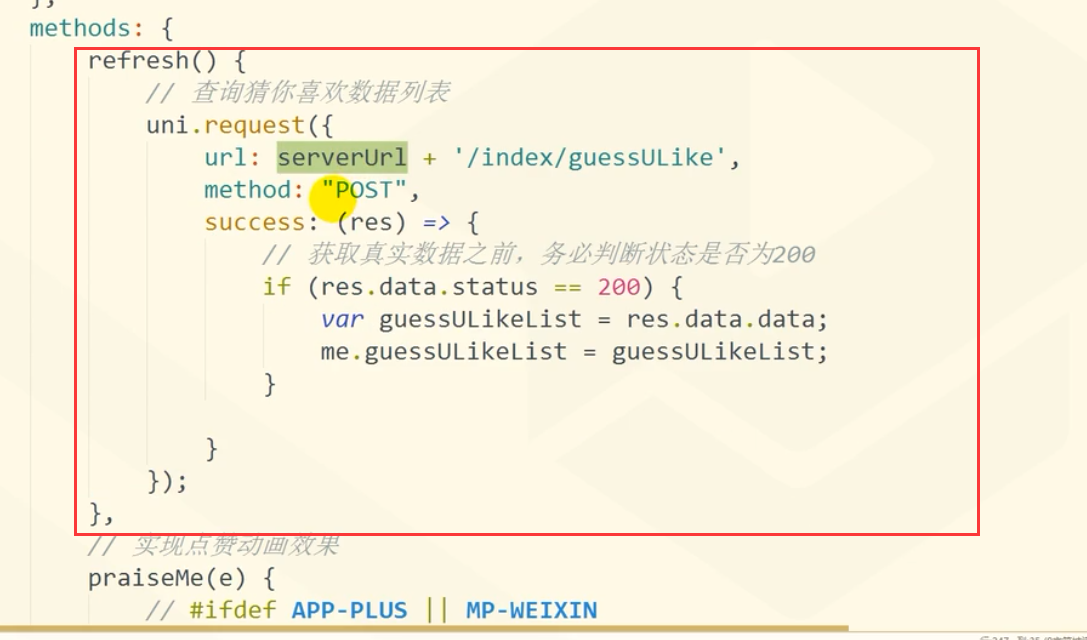 methods: {
refresh() {
// 查询猜你喜欢数据列表
uni.request({
url: serverUrl + '/index/guessULike',
method: "POST",
success: (res) => {
// 获取真实数据之前，务必判断状态是否为200
if (res.data.status == 200) {
var guessULikeList = res.data.data;
me.guessULikeList = guessULikeList;
}
}
});
},
// 实现点赞动画效果
praiseMe(e) {
// #ifdef APP-PLUS || MP-WEIXIN